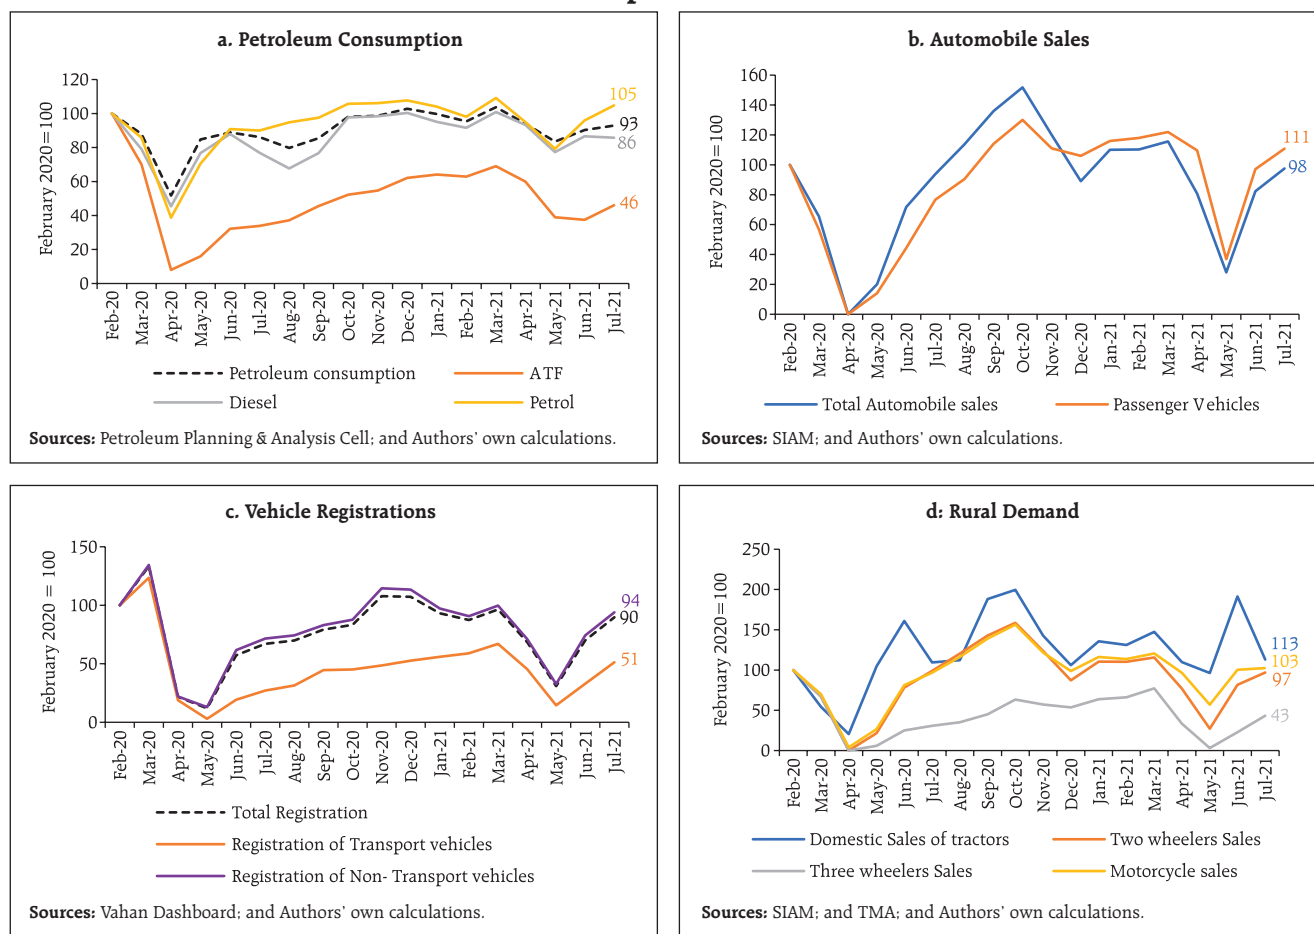 a. Petroleum Consumption
February 2020=100
120
100
80
60
40
20
0
105
93
86
46
Feb-20
Mar-20
Apr-20
May-20
Jun-20
Jul-20
Aug-20
Sep-20
Oct-20
Nov-20
Dec-20
Jan-21
Feb-21
Mar-21
Apr-21
May-21
Jun-21
Jul-21
Petroleum consumption
ATF
Diesel
Petrol
Sources: Petroleum Planning & Analysis Cell; and Authors' own calculations.
b. Automobile Sales
February 2020=100
160
140
120
100
80
60
40
20
0
111
98
Feb-20
Mar-20
Apr-20
May-20
Jun-20
Jul-20
Aug-20
Sep-20
Oct-20
Nov-20
Dec-20
Jan-21
Feb-21
Mar-21
Apr-21
May-21
Jun-21
Jul-21
Total Automobile sales
Passenger Vehicles
Sources: SIAM; and Authors' own calculations.
c. Vehicle Registrations
February 2020 = 100
150
100
50
0
94
90
51
Feb-20
Mar-20
Apr-20
May-20
Jun-20
Jul-20
Aug-20
Sep-20
Oct-20
Nov-20
Dec-20
Jan-21
Feb-21
Mar-21
Apr-21
May-21
Jun-21
Jul-21
Total Registration
Registration of Transport vehicles
Registration of Non- Transport vehicles
Sources: Vahan Dashboard; and Authors' own calculations.
d: Rural Demand
February 2020=100
250
200
150
100
50
0
113
103
97
43
Feb-20
Mar-20
Apr-20
May-20
Jun-20
Jul-20
Aug-20
Sep-20
Oct-20
Nov-20
Dec-20
Jan-21
Feb-21
Mar-21
Apr-21
May-21
Jun-21
Jul-21
Domestic Sales of tractors
Two wheelers Sales
Three wheelers Sales
Motorcycle sales
Sources: SIAM; and TMA; and Authors' own calculations.